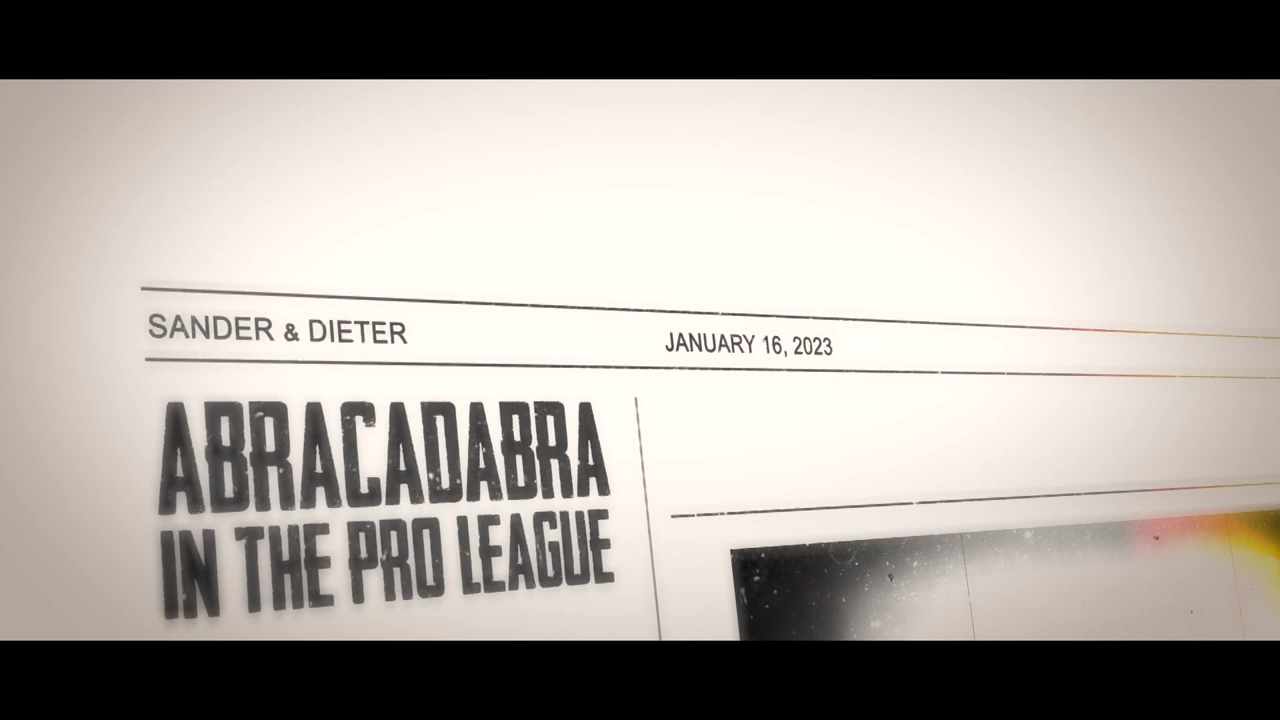 SANDER & DIETER
JANUARY 16, 2023
ABRACADABRA
IN THE PRO LEAGUE